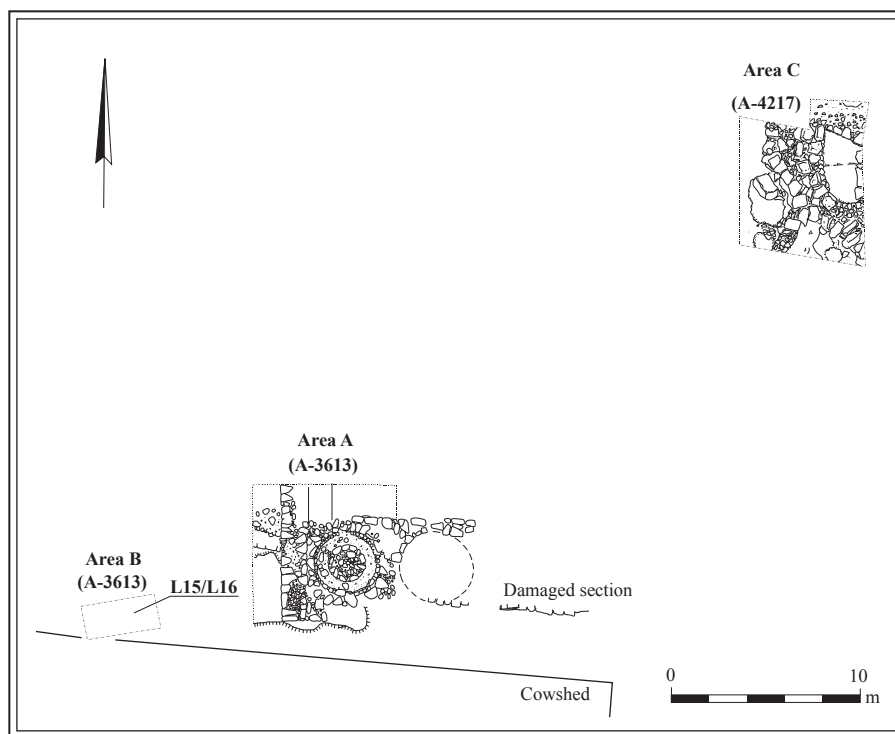 Area C
(A-4217)
Area A
(A-3613)
Area B
(A-3613)
L15/L16
Damaged section
Cowshed
0 10
m